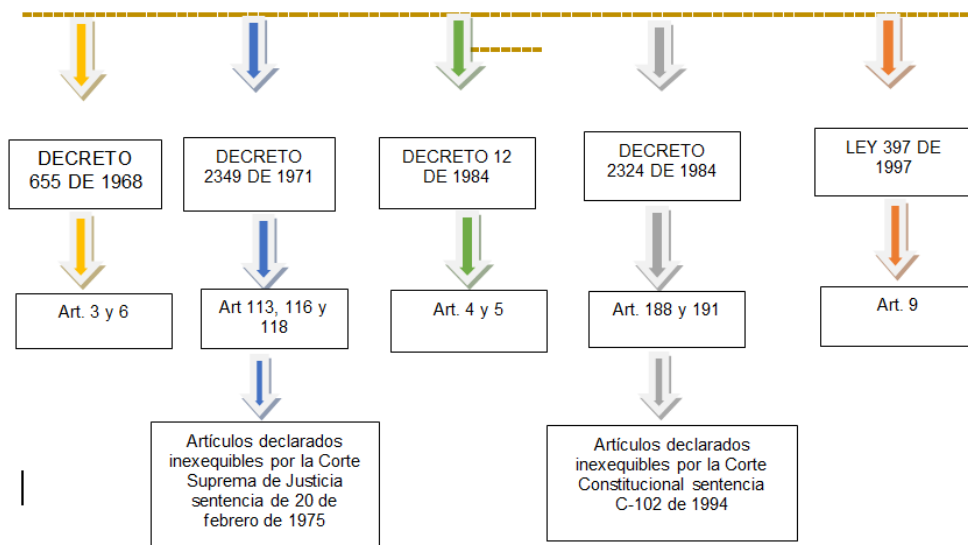 DECRETO
655 DE 1968
DECRETO
2349 DE 1971
DECRETO 12
DE 1984
DECRETO
2324 DE 1984
LEY 397 DE
1997
Art. 3 y 6
Art 113, 116 y
118
Art. 4 y 5
Art. 188 y 191
Art. 9
Artículos declarados
inexequibles por la Corte
Suprema de Justicia
sentencia de 20 de
febrero de 1975
Artículos declarados
inexequibles por la Corte
Constitucional sentencia
C-102 de 1994